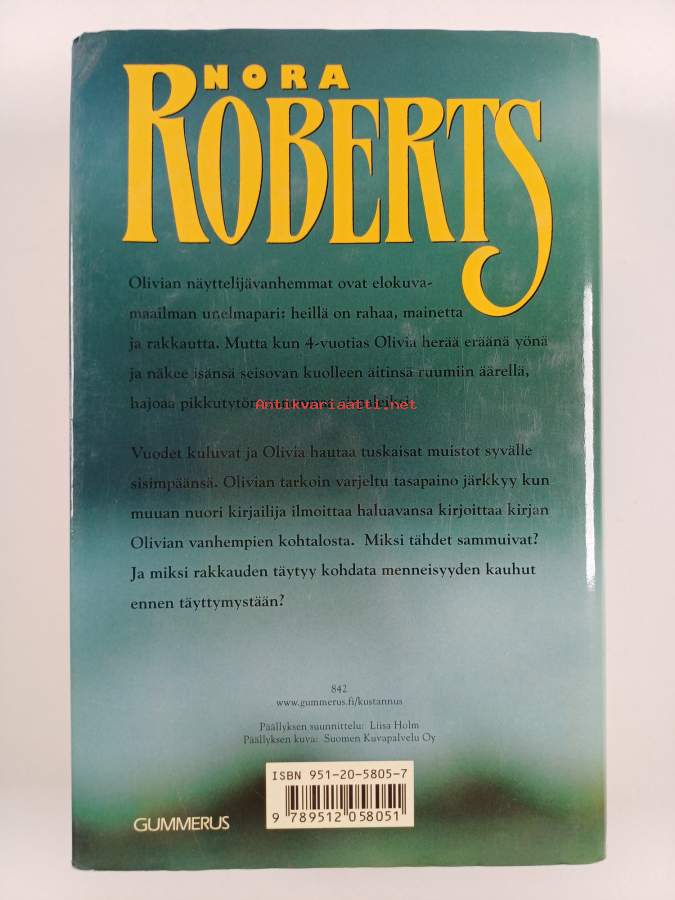 NORA
ROBERTS
Olivian näyttelijävanhemmat ovat elokuva-
maailman unelmapari: heillä on rahaa, mainetta
ja rakkautta. Mutta kun 4-vuotias Olivia herää eräänä yönä
ja näkee isänsä seisovan kuolleen äitinsä ruumiin äärellä,
hajoaa pikkutytön
Antikvariaatti.net
Vuodet kuluvat ja Olivia hautaa tuskaisat muistot syvälle
sisimpäänsä. Olivian tarkoin varjeltu tasapaino järkkyy kun
muuan nuori kirjailija ilmoittaa haluavansa kirjoittaa kirjan
Olivian vanhempien kohtalosta. Miksi tähdet sammuivat?
Ja miksi rakkauden täytyy kohdata menneisyyden kauhut
ennen täyttymystään?
842
www.gummerus.fi/kustannus
Päällyksen suunnittelu: Liisa Holm
Päällyksen kuva: Suomen Kuvapalvelu Oy
ISBN 951-20-5805-7
9 789512 058051
GUMMERUS